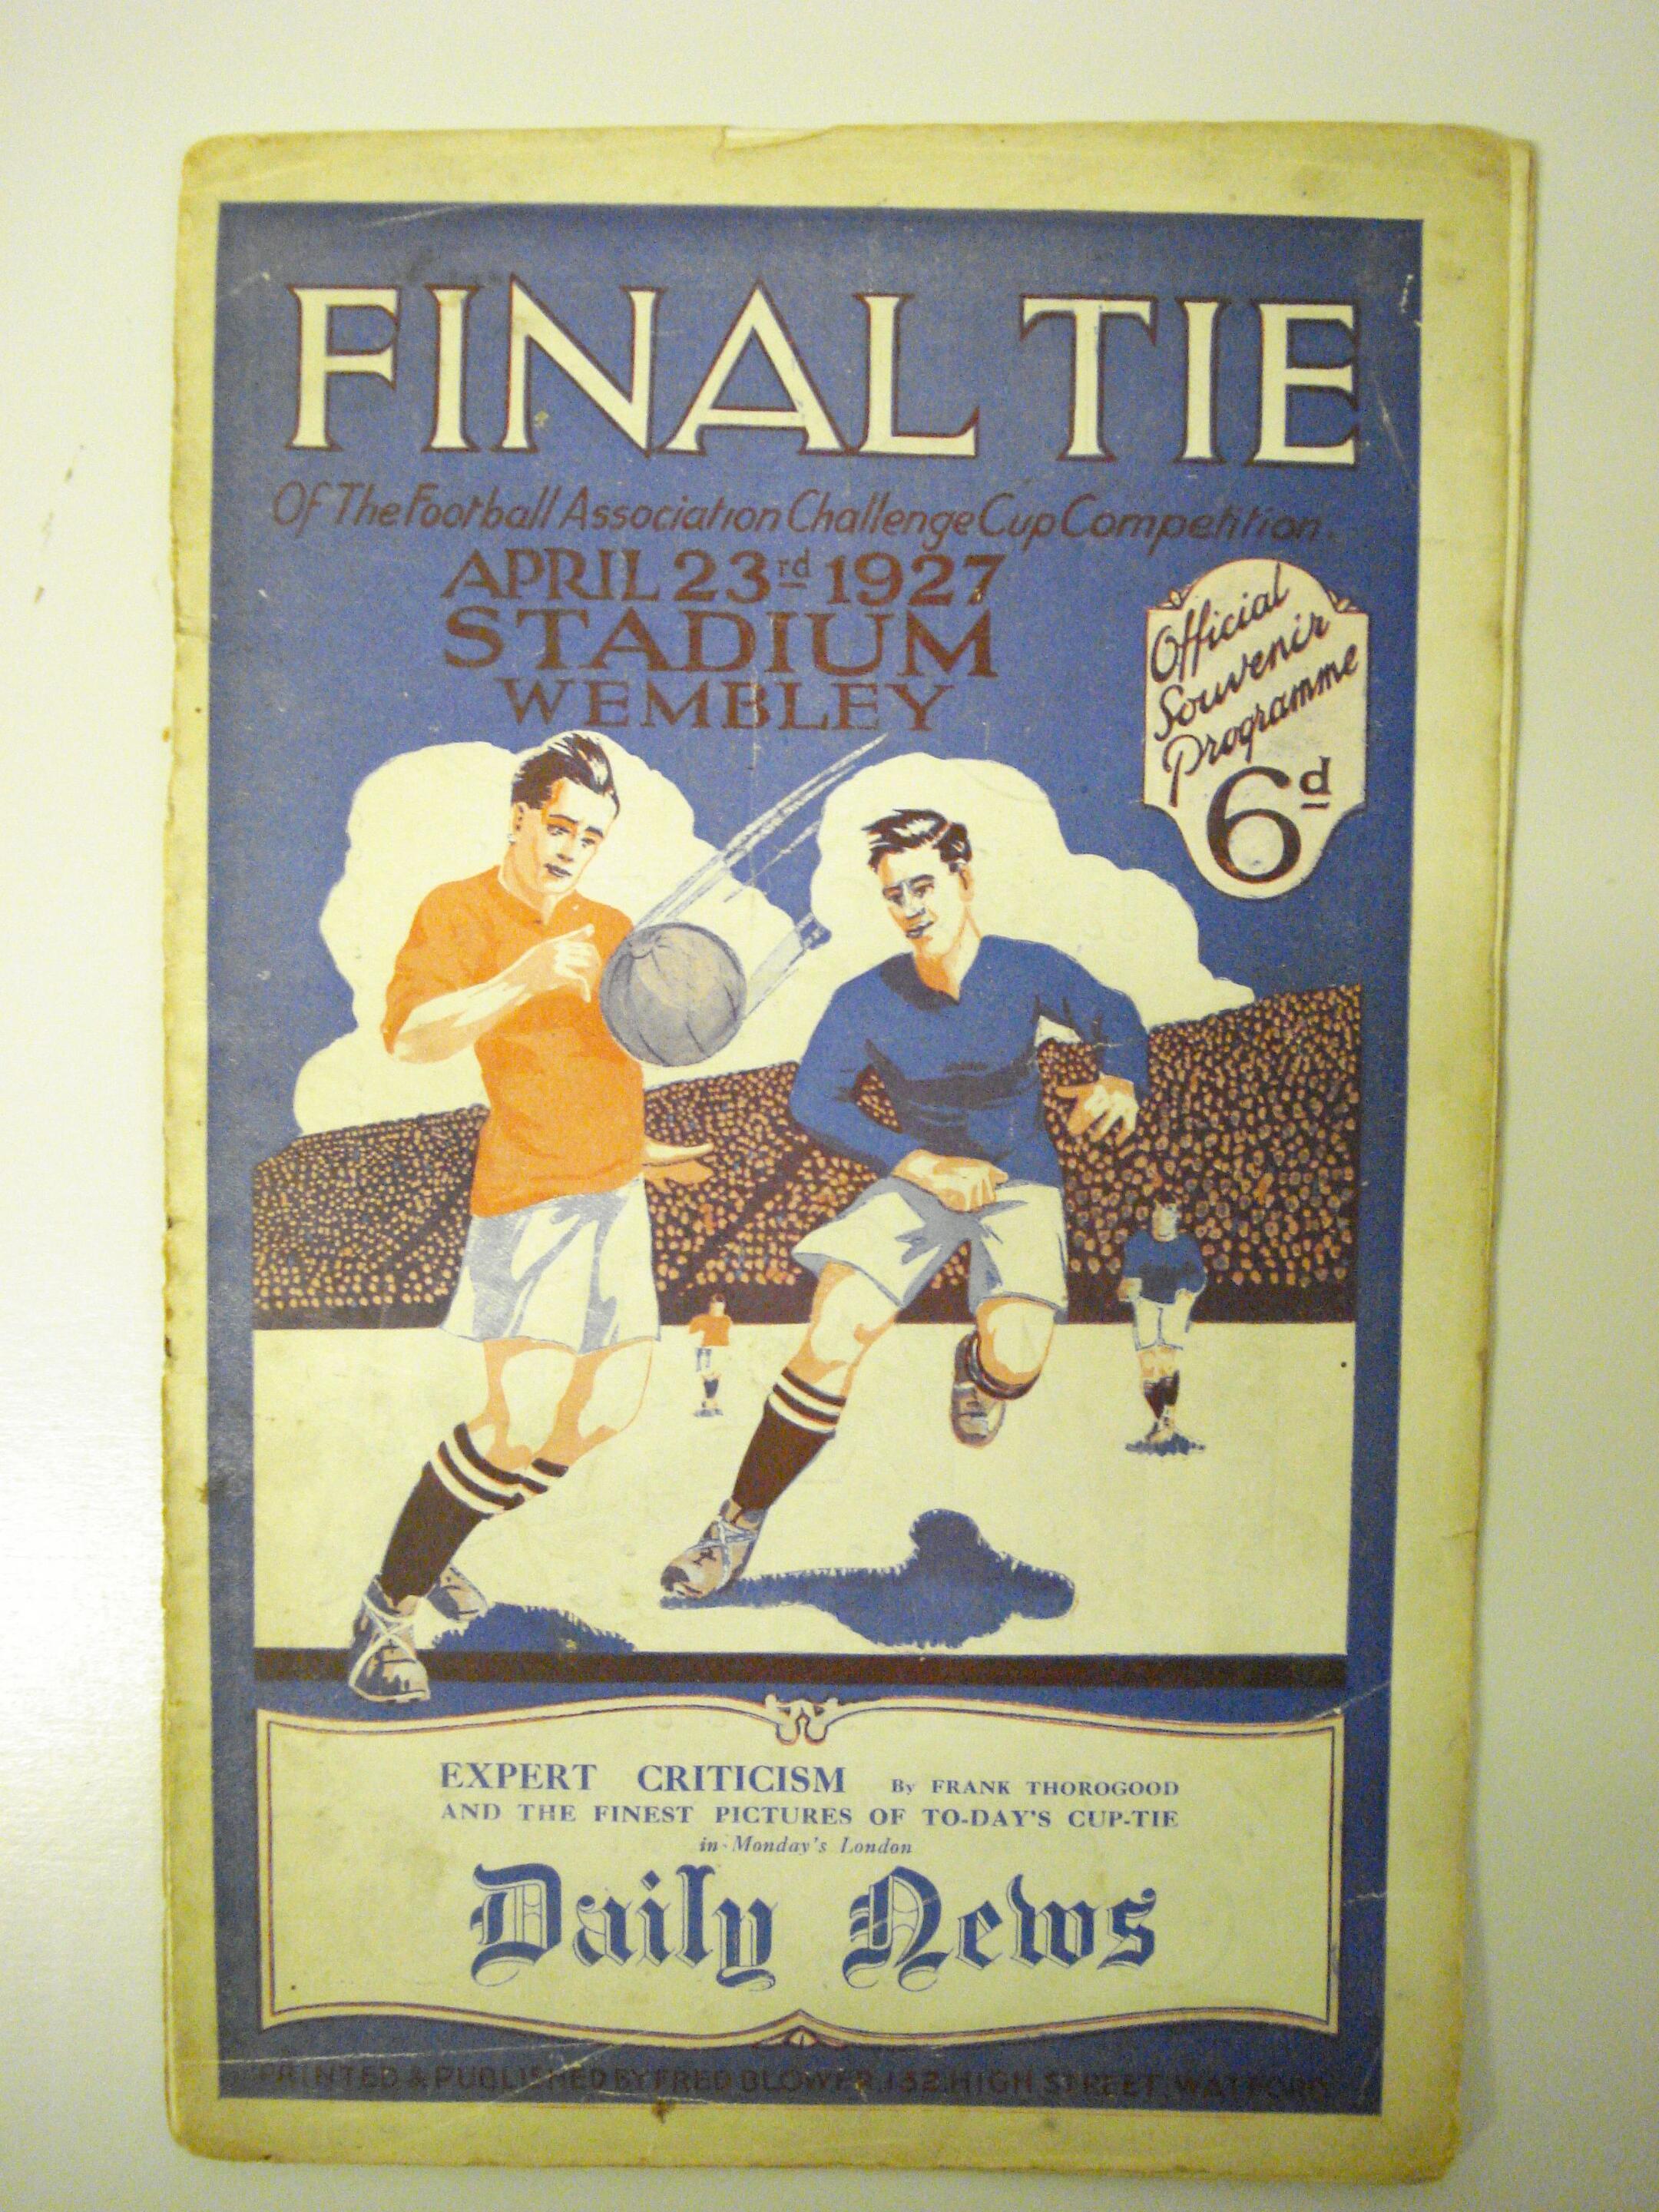 FINAL TIE
Of The Football Association Challenge Cup Competition.
APRIL 23rd 1927
STADIUM
WEMBLEY
Official
Souvenir
Programme
6d
EXPERT CRITICISM By FRANK THOROGOOD
AND THE FINEST PICTURES OF TO-DAY'S CUP-TIE
in Monday's London
Daily News
PRINTED & PUBLISHED BY FRED BLOWER, 132, HIGH STREET, WATFORD